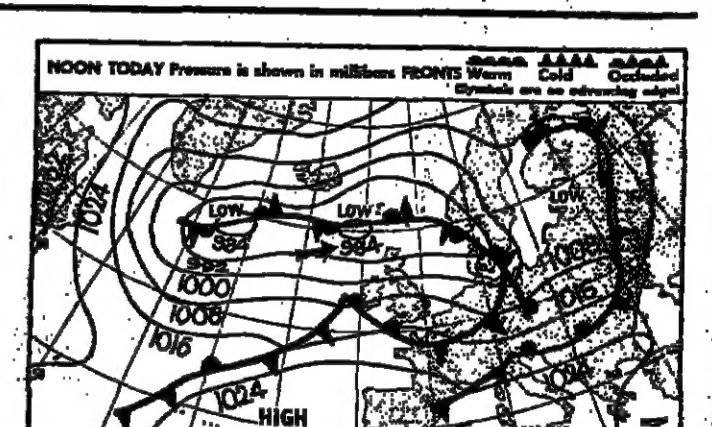 NOON TODAY Pressure is shown in millibars FRONTS Warm Cold Occluded
(Symbols are on advancing edge)
1024
LOW
984
LOW
984
LOW
992
1000
1008
1016
1008
1016
1024
1024
HIGH